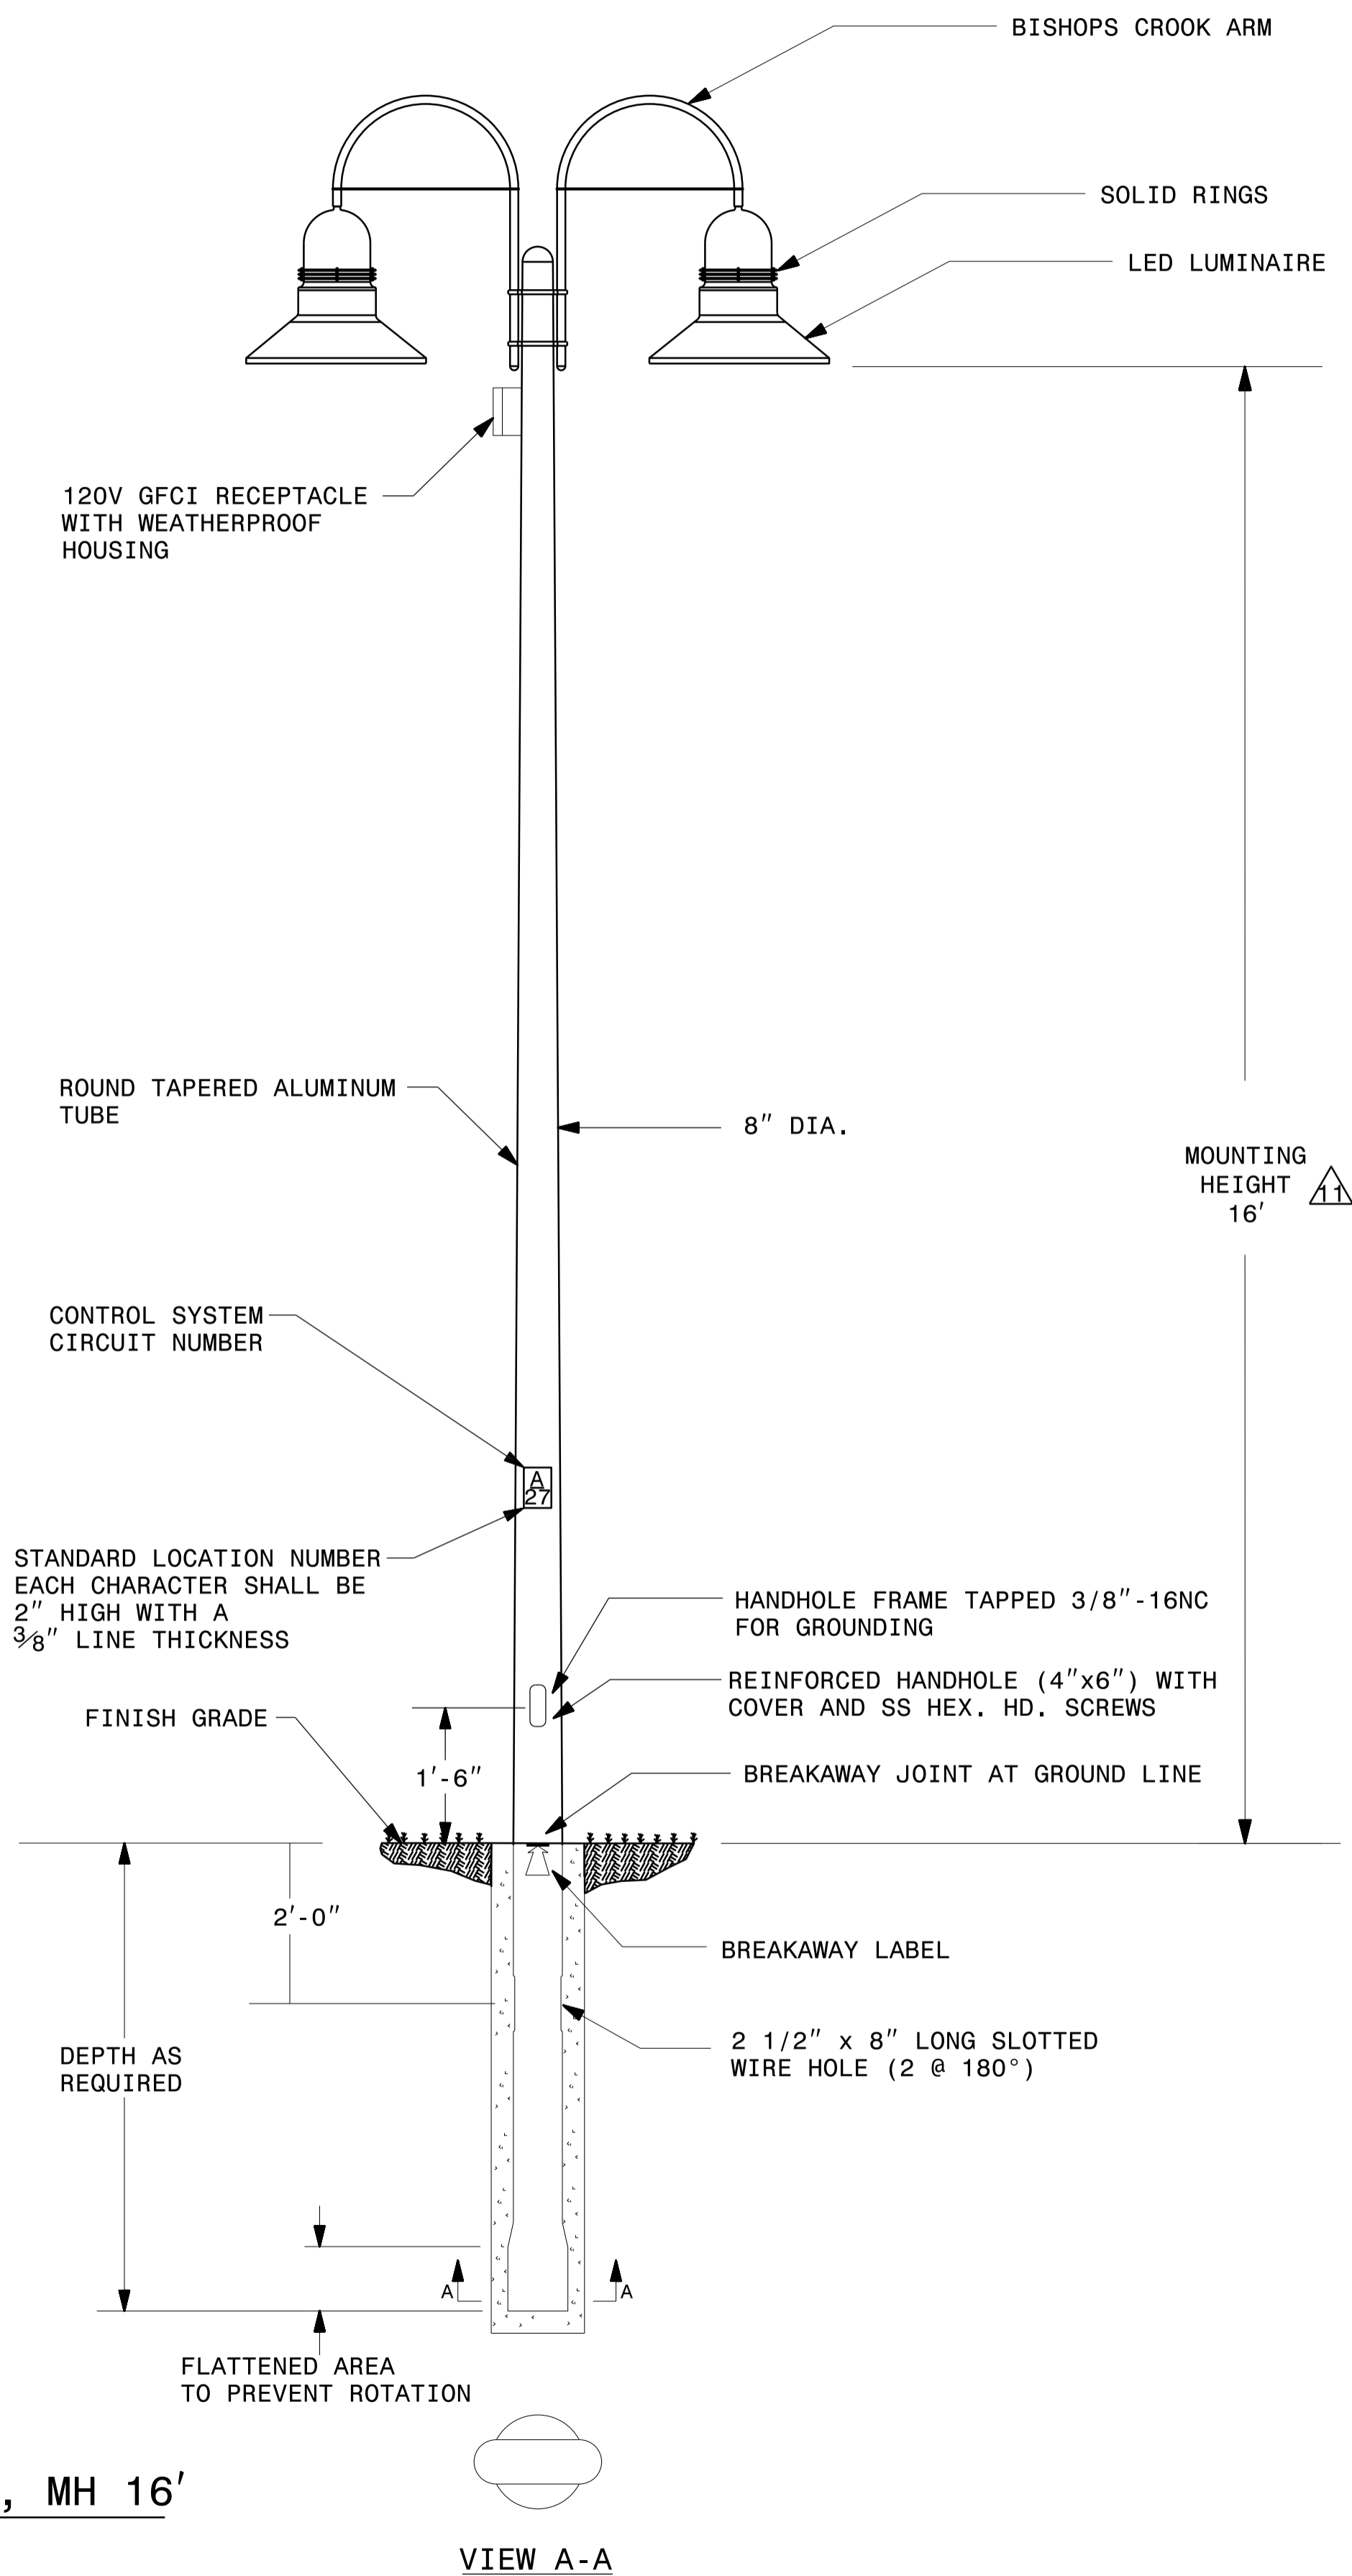 BISHOPS CROOK ARM
SOLID RINGS
LED LUMINAIRE
120V GFCI RECEPTACLE
WITH WEATHERPROOF
HOUSING
ROUND TAPERED ALUMINUM
TUBE
8" DIA.
MOUNTING
HEIGHT
16'
11
CONTROL SYSTEM
CIRCUIT NUMBER
A
27
STANDARD LOCATION NUMBER
EACH CHARACTER SHALL BE
2" HIGH WITH A
3/8" LINE THICKNESS
HANDHOLE FRAME TAPPED 3/8"-16NC
FOR GROUNDING
REINFORCED HANDHOLE (4"x6") WITH
COVER AND SS HEX. HD. SCREWS
FINISH GRADE
1'-6"
BREAKAWAY JOINT AT GROUND LINE
2'-0"
BREAKAWAY LABEL
2 1/2" x 8" LONG SLOTTED
WIRE HOLE (2 @ 180°)
DEPTH AS
REQUIRED
A
A
FLATTENED AREA
TO PREVENT ROTATION
, MH 16'
VIEW A-A